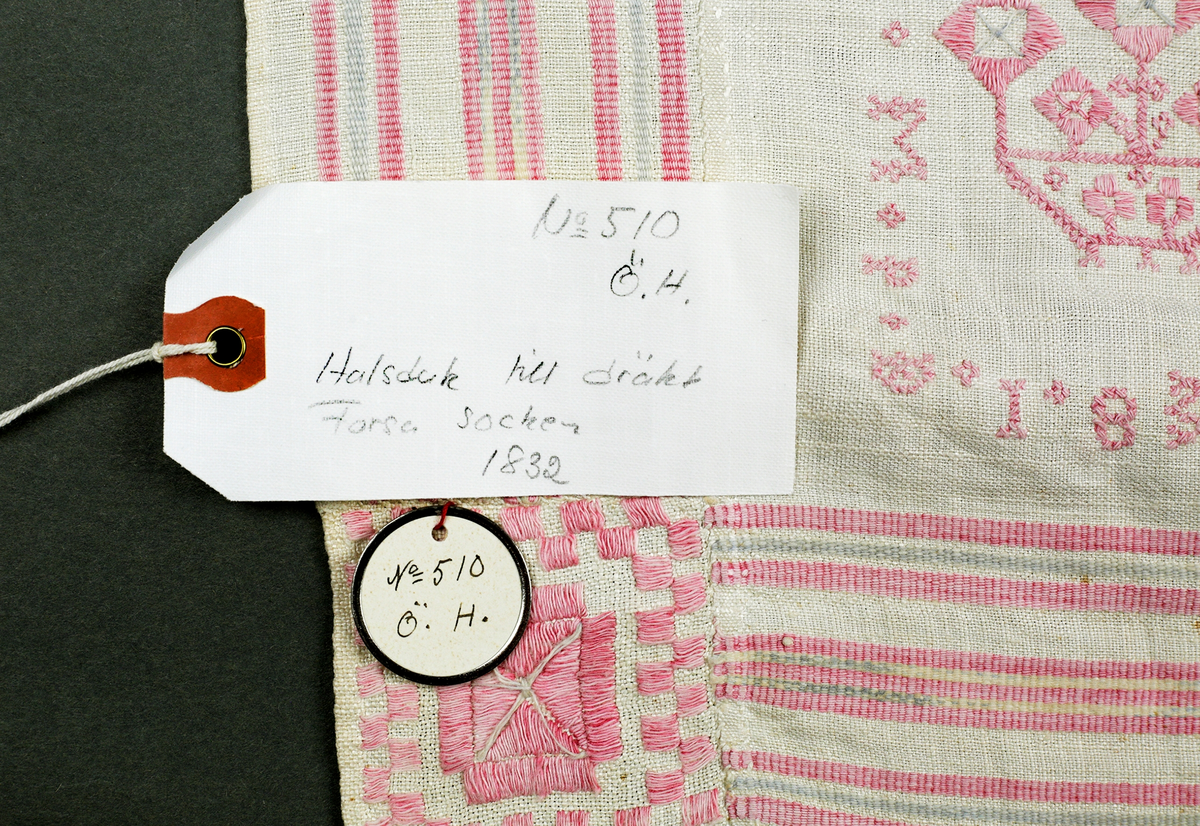 No 510
Ö. H.
Halsduk till dräkt
Forsa socken
1832
No 510
Ö. H.